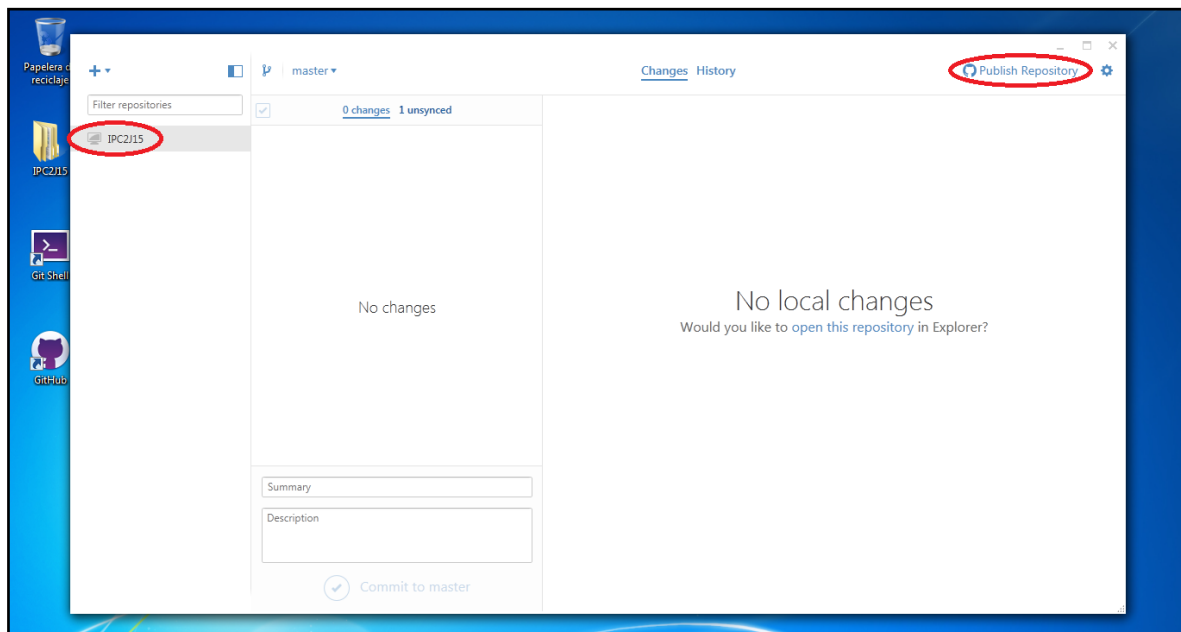 Papelera d
reciclaje
IPC2J15
Git Shell
GitHub
+
master
Changes History
Publish Repository
Filter repositories
0 changes 1 unsynced
IPC2J15
No changes
No local changes
Would you like to open this repository in Explorer?
Summary
Description
Commit to master